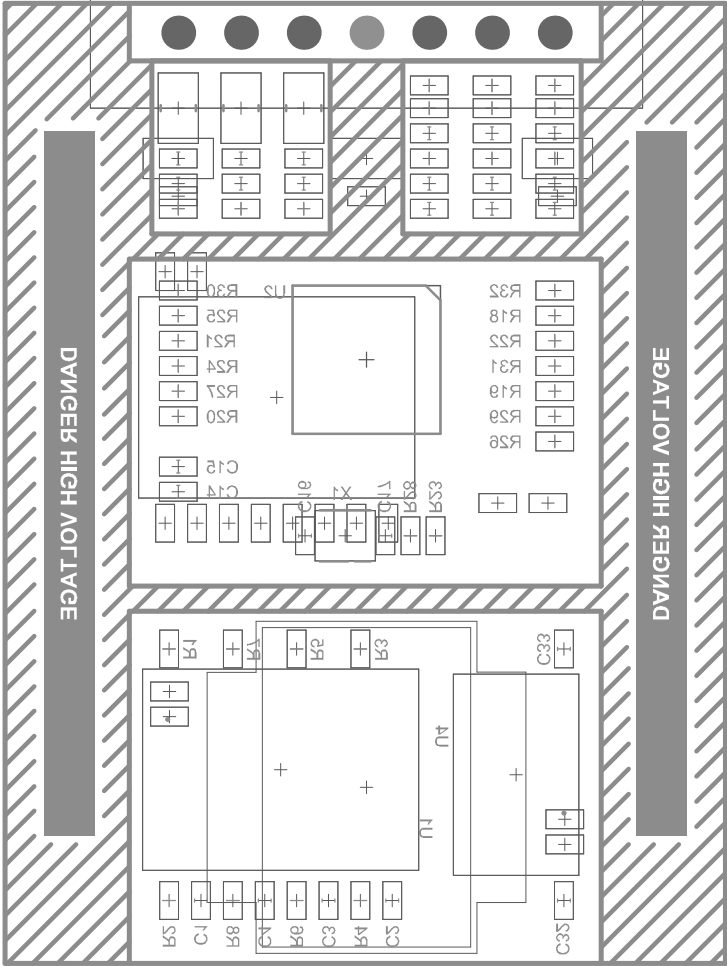 R30
U2
R32
R25
R18
R21
R22
R24
R31
R27
R19
R20
R29
R26
C15
C14
C16
X1
C17
R28
R23
DANGER HIGH VOLTAGE
DANGER HIGH VOLTAGE
R1
R7
R5
R3
C33
U4
U1
R2
C1
R8
C4
R6
C3
R4
C2
C32